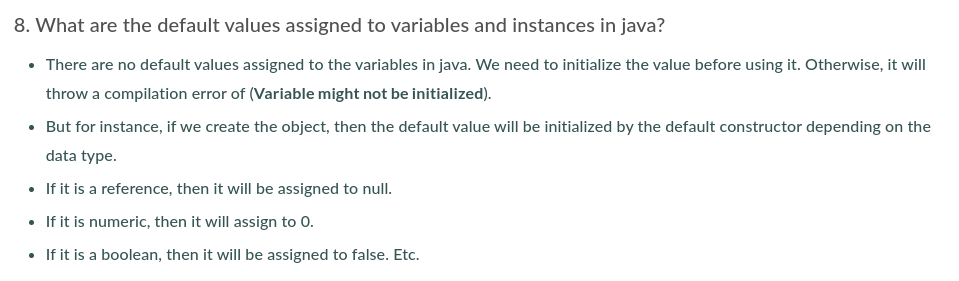 8. What are the default values assigned to variables and instances in java?
• There are no default values assigned to the variables in java. We need to initialize the value before using it. Otherwise, it will
throw a compilation error of (Variable might not be initialized).
• But for instance, if we create the object, then the default value will be initialized by the default constructor depending on the
data type.
• If it is a reference, then it will be assigned to null.
• If it is numeric, then it will assign to 0.
• If it is a boolean, then it will be assigned to false. Etc.